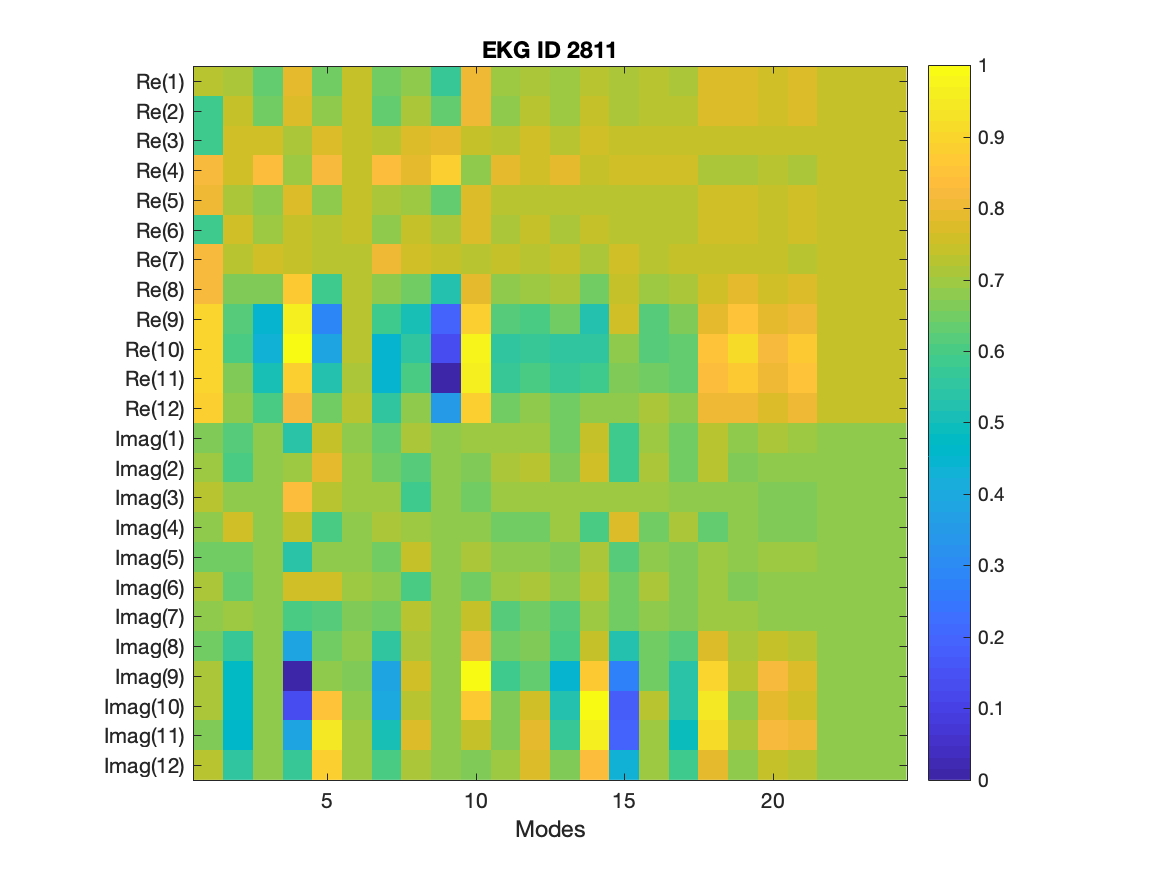 EKG ID 2811
Re(1)
Re(2)
Re(3)
Re(4)
Re(5)
Re(6)
Re(7)
Re(8)
Re(9)
Re(10)
Re(11)
Re(12)
Imag(1)
Imag(2)
Imag(3)
Imag(4)
Imag(5)
Imag(6)
Imag(7)
Imag(8)
Imag(9)
Imag(10)
Imag(11)
Imag(12)
5 10 15 20
Modes
1
0.9
0.8
0.7
0.6
0.5
0.4
0.3
0.2
0.1
0